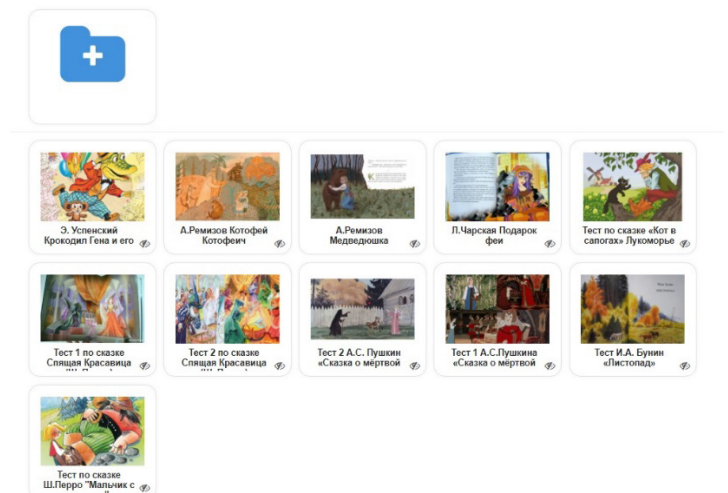 Э. Успенский
Крокодил Гена и его
А.Ремизов Котофей
Котофеич
А.Ремизов
Медведюшка
Л.Чарская Подарок
феи
Тест по сказке «Кот в
сапогах» Лукоморье
Тест 1 по сказке
Спящая Красавица
Тест 2 по сказке
Спящая Красавица
Тест 2 А.С. Пушкин
«Сказка о мёртвой
Тест 1 А.С.Пушкина
«Сказка о мёртвой
Тест И.А. Бунин
«Листопад»
Тест по сказке
Ш.Перро "Мальчик с